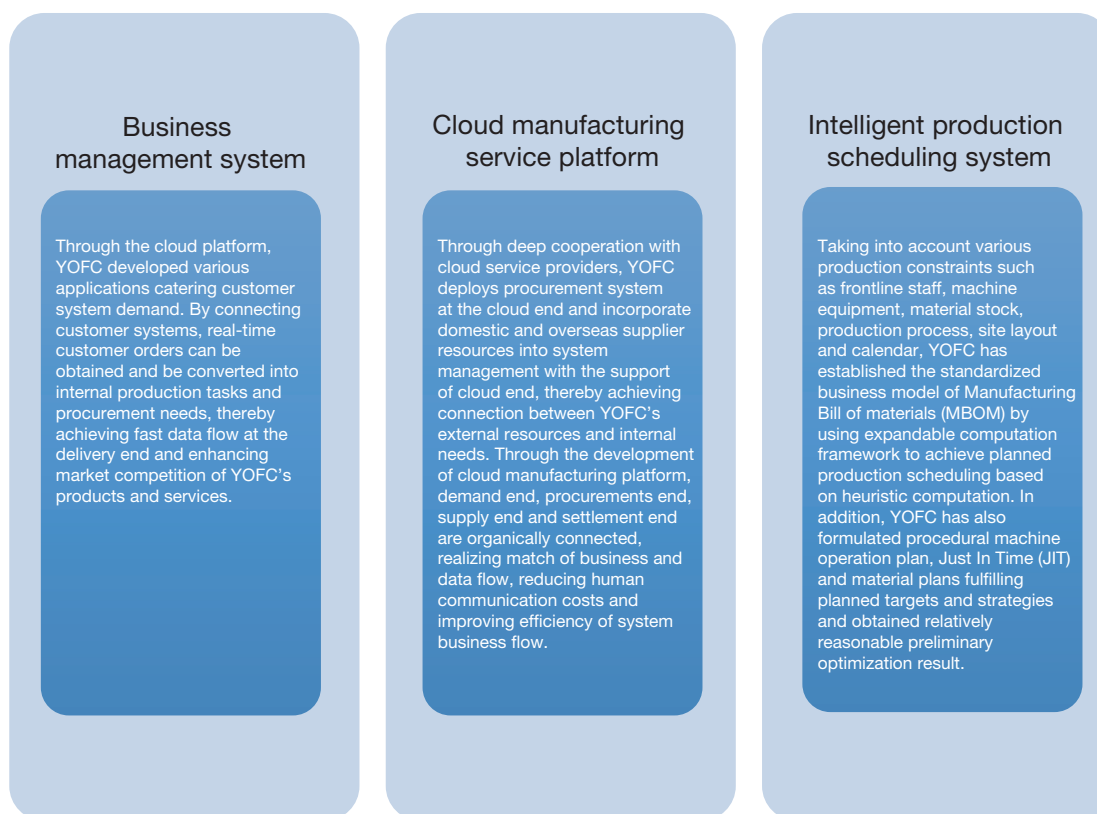 Business
management system
Through the cloud platform,
YOFC developed various
applications catering customer
system demand. By connecting
customer systems, real-time
customer orders can be
obtained and be converted into
internal production tasks and
procurement needs, thereby
achieving fast data flow at the
delivery end and enhancing
market competition of YOFC's
products and services.
Cloud manufacturing
service platform
Through deep cooperation with
cloud service providers, YOFC
deploys procurement system
at the cloud end and incorporate
domestic and overseas supplier
resources into system
management with the support
of cloud end, thereby achieving
connection between YOFC's
external resources and internal
needs. Through the development
of cloud manufacturing platform,
demand end, procurements end,
supply end and settlement end
are organically connected,
realizing match of business and
data flow, reducing human
communication costs and
improving efficiency of system
business flow.
Intelligent production
scheduling system
Taking into account various
production constraints such
as frontline staff, machine
equipment, material stock,
production process, site layout
and calendar, YOFC has
established the standardized
business model of Manufacturing
Bill of materials (MBOM) by
using expandable computation
framework to achieve planned
production scheduling based
on heuristic computation. In
addition, YOFC has also
formulated procedural machine
operation plan, Just In Time (JIT)
and material plans fulfilling
planned targets and strategies
and obtained relatively
reasonable preliminary
optimization result.